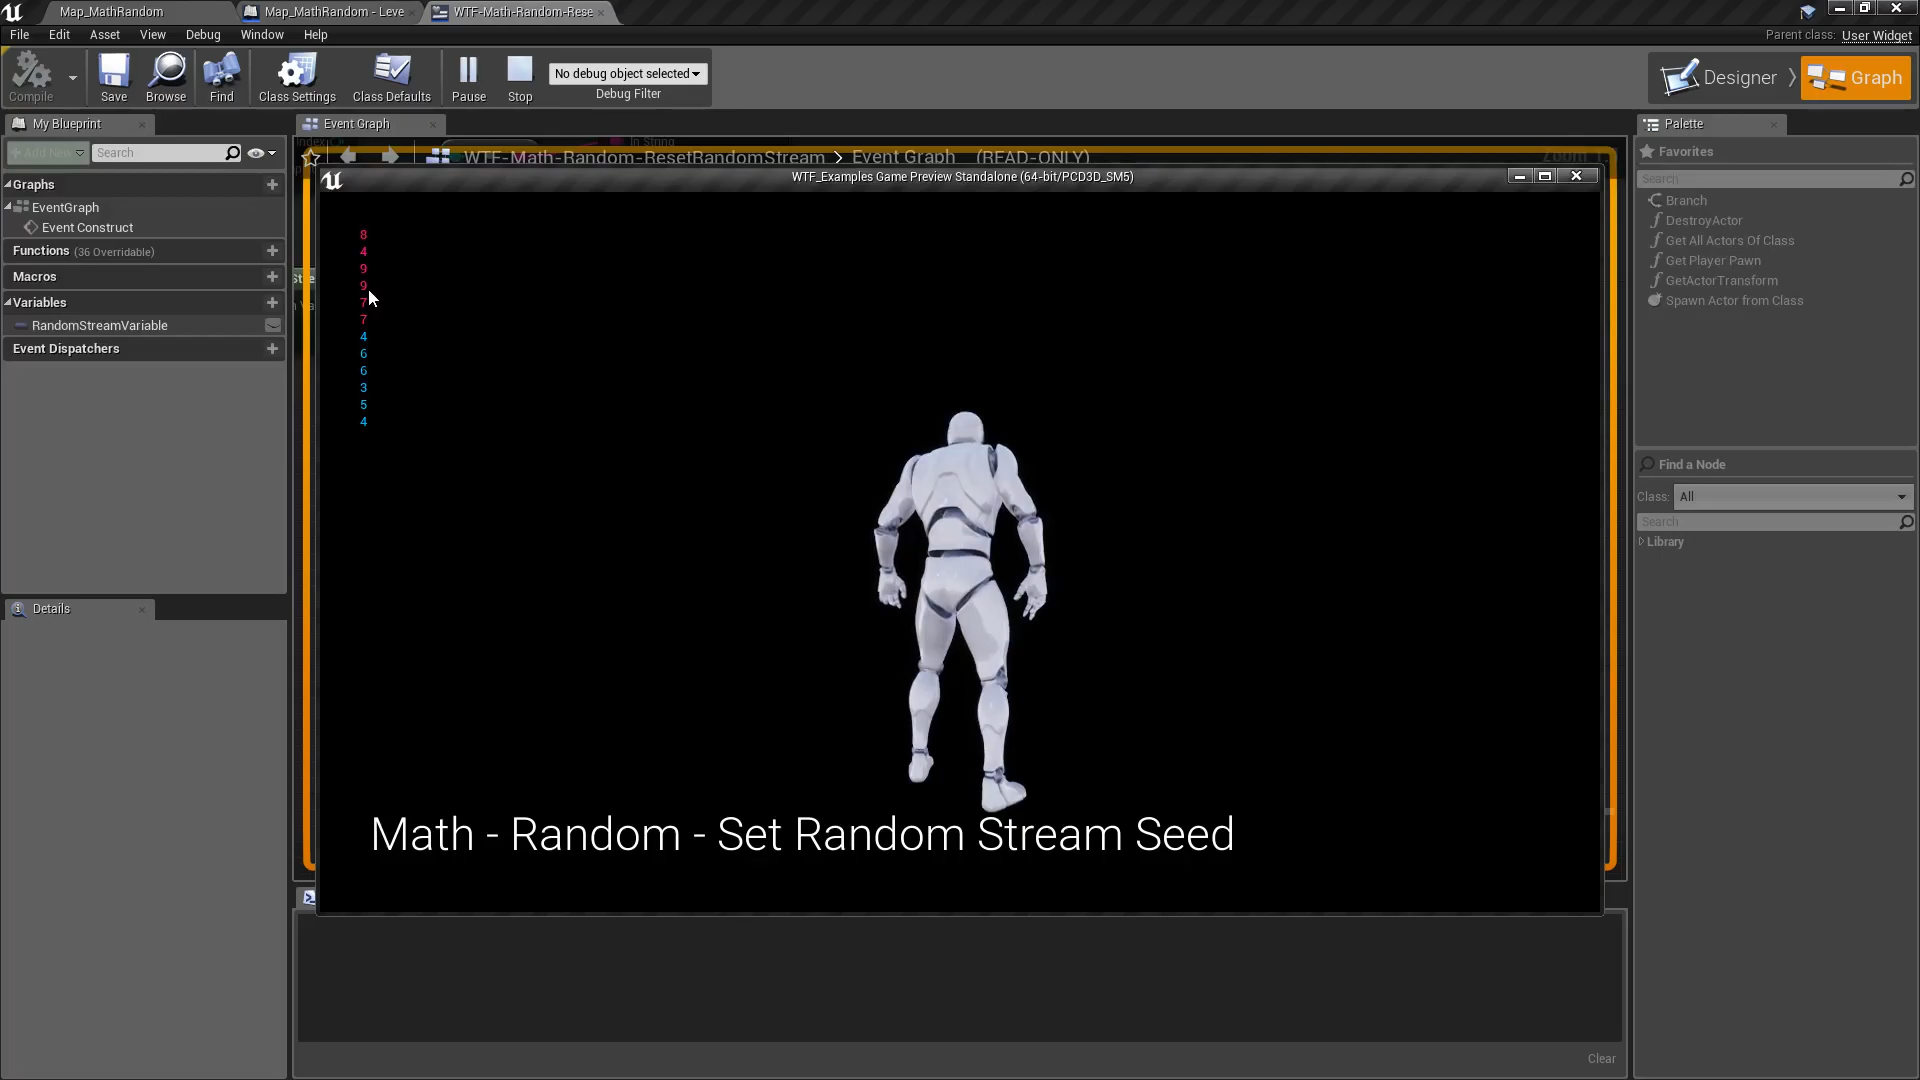 Map_MathRandom
Map_MathRandom - Leve
WTF-Math-Random-Rese
File Edit Asset View Debug Window Help
Parent class: User Widget
Compile
Save
Browse
Find
Class Settings
Class Defaults
Pause
Stop
No debug object selected
Debug Filter
Designer
Graph
My Blueprint
Add New
Search
Graphs
EventGraph
Event Construct
Functions (36 Overridable)
Macros
Variables
RandomStreamVariable
Event Dispatchers
Details
Event Graph
In String
WTF-Math-Random-ResetRandomStream > Event Graph (READ-ONLY)
WTF_Examples Game Preview Standalone (64-bit/PCD3D_SM5)
8
4
9
9
7
7
4
6
6
3
5
4
Math - Random - Set Random Stream Seed
Clear
Palette
Favorites
Search
Branch
DestroyActor
Get All Actors Of Class
Get Player Pawn
GetActorTransform
Spawn Actor from Class
Find a Node
Class: All
Search
Library